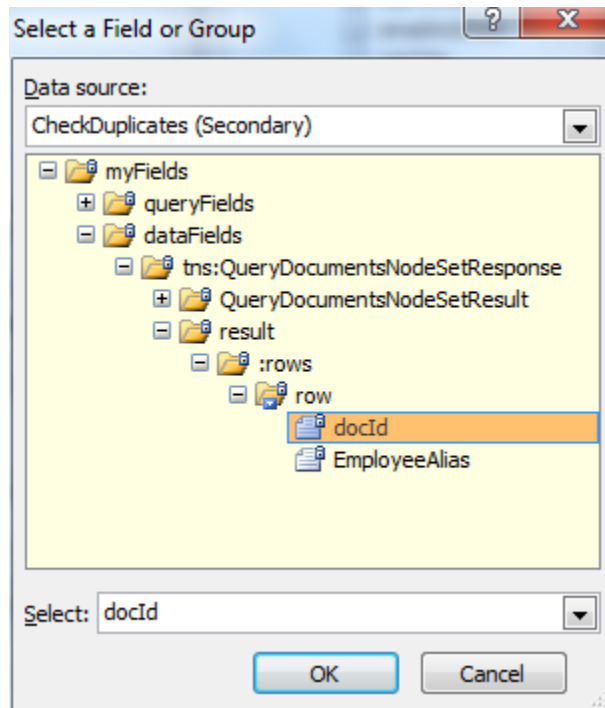 Select a Field or Group
Data source:
CheckDuplicates (Secondary)
myFields
queryFields
dataFields
tns:QueryDocumentsNodeSetResponse
QueryDocumentsNodeSetResult
result
:rows
row
docId
EmployeeAlias
Select: docId
OK Cancel